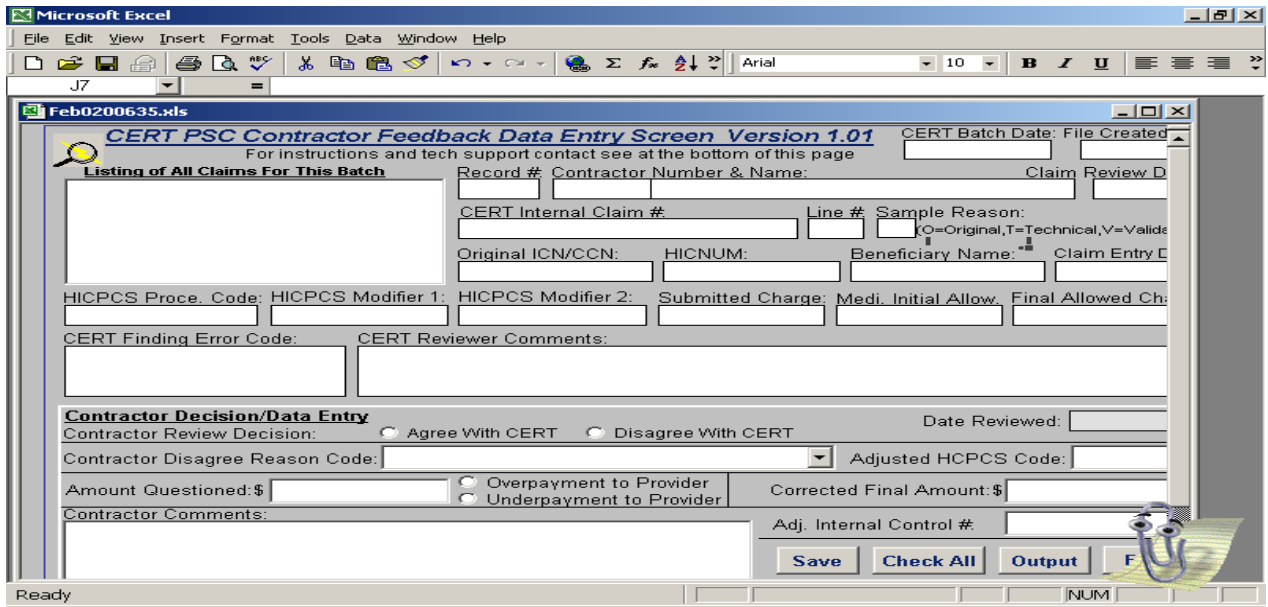 Microsoft Excel
File Edit View Insert Format Tools Data Window Help
Arial 10 B I U
J7 =
Feb0200635.xls
CERT PSC Contractor Feedback Data Entry Screen Version 1.01 CERT Batch Date: File Created
For instructions and tech support contact see at the bottom of this page
Listing of All Claims For This Batch Record #: Contractor Number & Name: Claim Review D
CERT Internal Claim #: Line #: Sample Reason:
(O=Original,T=Technical,V=Valida
Original ICN/CCN: HICNUM: Beneficiary Name: Claim Entry D
HICPCS Proce. Code: HICPCS Modifier 1: HICPCS Modifier 2: Submitted Charge: Medi. Initial Allow. Final Allowed Cha
CERT Finding Error Code: CERT Reviewer Comments:
Contractor Decision/Data Entry Date Reviewed:
Contractor Review Decision: Agree With CERT Disagree With CERT
Contractor Disagree Reason Code: Adjusted HCPCS Code:
Amount Questioned:$ Overpayment to Provider Corrected Final Amount:$
Underpayment to Provider
Contractor Comments: Adj. Internal Control #:
Save Check All Output F
Ready NUM